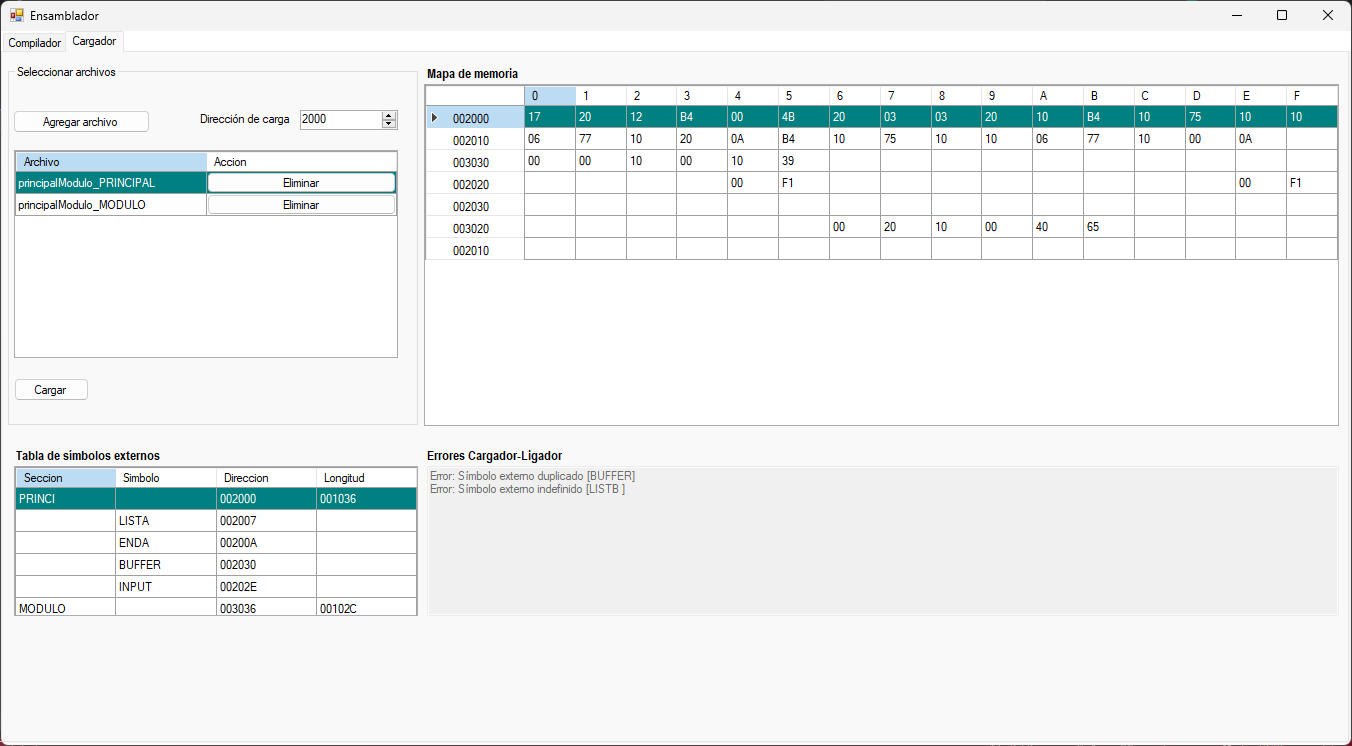 Ensamblador
Compilador Cargador
Seleccionar archivos
Agregar archivo Dirección de carga 2000
Archivo Accion
principalModulo_PRINCIPAL Eliminar
principalModulo_MODULO Eliminar
Cargar
Mapa de memoria
0 1 2 3 4 5 6 7 8 9 A B C D E F
002000 17 20 12 B4 00 4B 20 03 03 20 10 B4 10 75 10 10
002010 06 77 10 20 0A B4 10 75 10 10 06 77 10 00 0A
003030 00 00 10 00 10 39
002020 00 F1 00 F1
002030
003020 00 20 10 00 40 65
002010
Tabla de símbolos externos
Seccion Simbolo Direccion Longitud
PRINCI 002000 001036
LISTA 002007
ENDA 00200A
BUFFER 002030
INPUT 00202E
MODULO 003036 00102C
Errores Cargador-Ligador
Error: Símbolo externo duplicado [BUFFER]
Error: Símbolo externo indefinido [LISTB ]